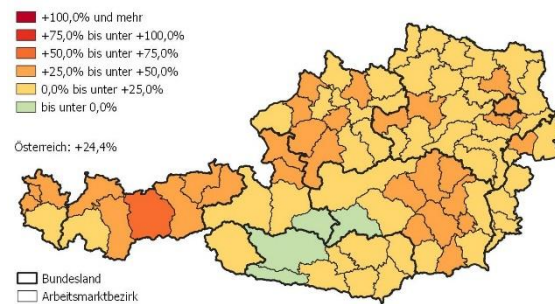 +100,0% und mehr
+75,0% bis unter +100,0%
+50,0% bis unter +75,0%
+25,0% bis unter +50,0%
0,0% bis unter +25,0%
bis unter 0,0%
Österreich: +24,4%
Bundesland
Arbeitsmarktbezirk